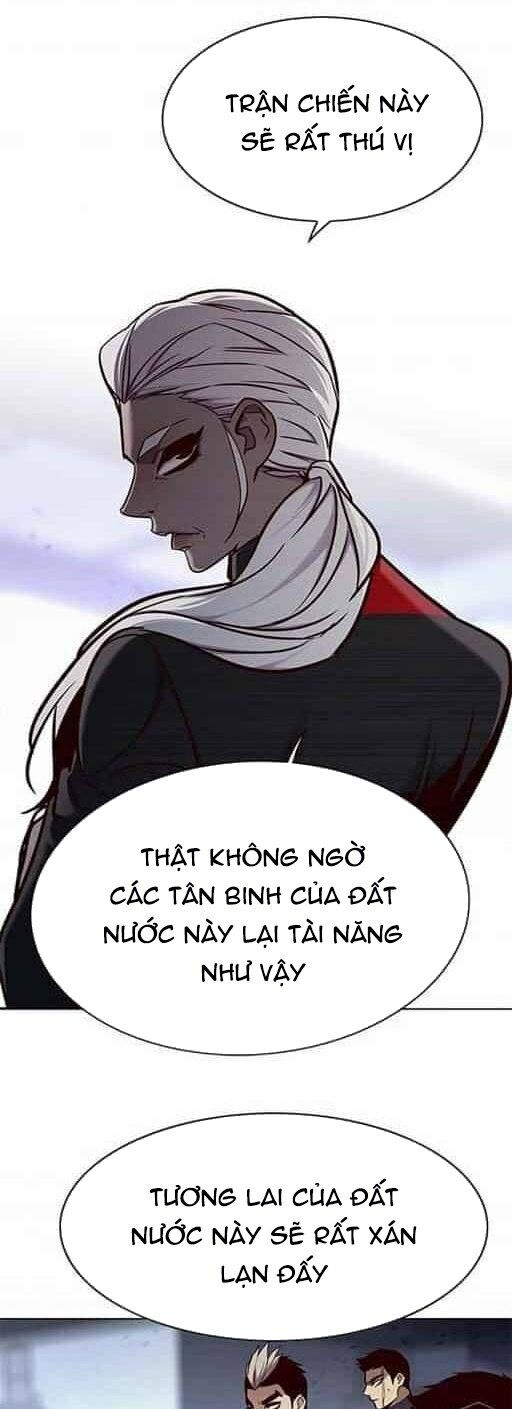 TRẬN CHIẾN NÀY
SẼ RẤT THÚ VỊ
THẬT KHÔNG NGỜ
CÁC TÂN BINH CỦA ĐẤT
NƯỚC NÀY LẠI TÀI NĂNG
NHƯ VẬY
TƯƠNG LAI CỦA ĐẤT
NƯỚC NÀY SẼ RẤT XÁN
LẠN ĐẤY